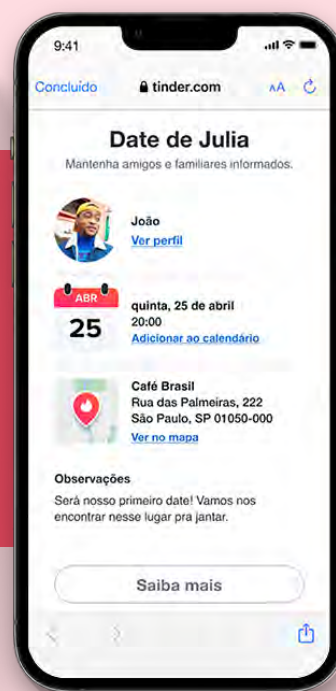 9:41
Concluído
tinder.com
AA
Date de Julia
Mantenha amigos e familiares informados.
João
Ver perfil
ABR
25
quinta, 25 de abril
20:00
Adicionar ao calendário
Café Brasil
Rua das Palmeiras, 222
São Paulo, SP 01050-000
Ver no mapa
Observações
Será nosso primeiro date! Vamos nos
encontrar nesse lugar pra jantar.
Saiba mais